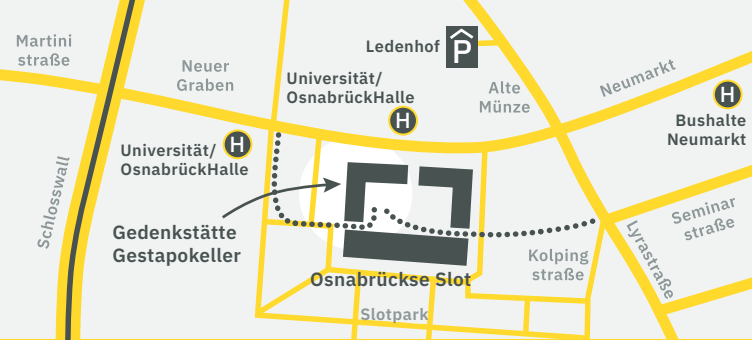 Martini
straße
Neuer
Graben
Ledenhof
P
Universität/
OsnabrückHalle
H
Alte
Münze
Neumarkt
H
Bushalte
Neumarkt
Universität/
OsnabrückHalle
H
Schlosswall
Gedenkstätte
Gestapokeller
Osnabrückse Slot
Slotpark
Kolping
straße
Lyrastraße
Seminar
straße